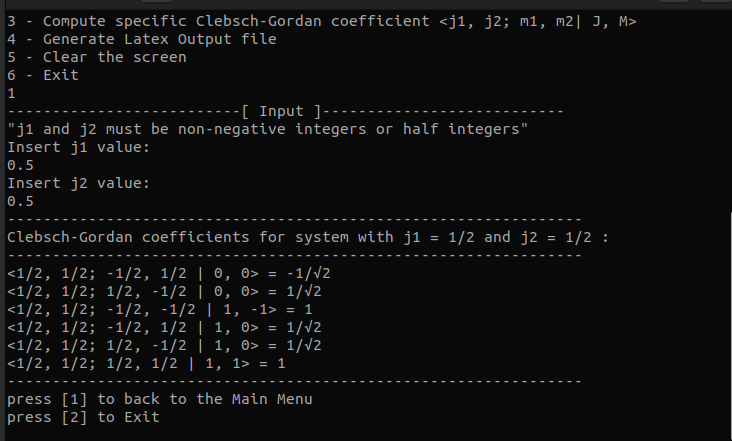 3 - Compute specific Clebsch-Gordan coefficient <j1, j2; m1, m2| J, M>
4 - Generate Latex Output file
5 - Clear the screen
6 - Exit
1
--------------------------[ Input ]---------------------------
"j1 and j2 must be non-negative integers or half integers"
Insert j1 value:
0.5
Insert j2 value:
0.5
----------------------------------------------------------------
Clebsch-Gordan coefficients for system with j1 = 1/2 and j2 = 1/2 :
----------------------------------------------------------------
<1/2, 1/2; -1/2, 1/2 | 0, 0> = -1/√2
<1/2, 1/2; 1/2, -1/2 | 0, 0> = 1/√2
<1/2, 1/2; -1/2, -1/2 | 1, -1> = 1
<1/2, 1/2; -1/2, 1/2 | 1, 0> = 1/√2
<1/2, 1/2; 1/2, -1/2 | 1, 0> = 1/√2
<1/2, 1/2; 1/2, 1/2 | 1, 1> = 1
----------------------------------------------------------------
press [1] to back to the Main Menu
press [2] to Exit